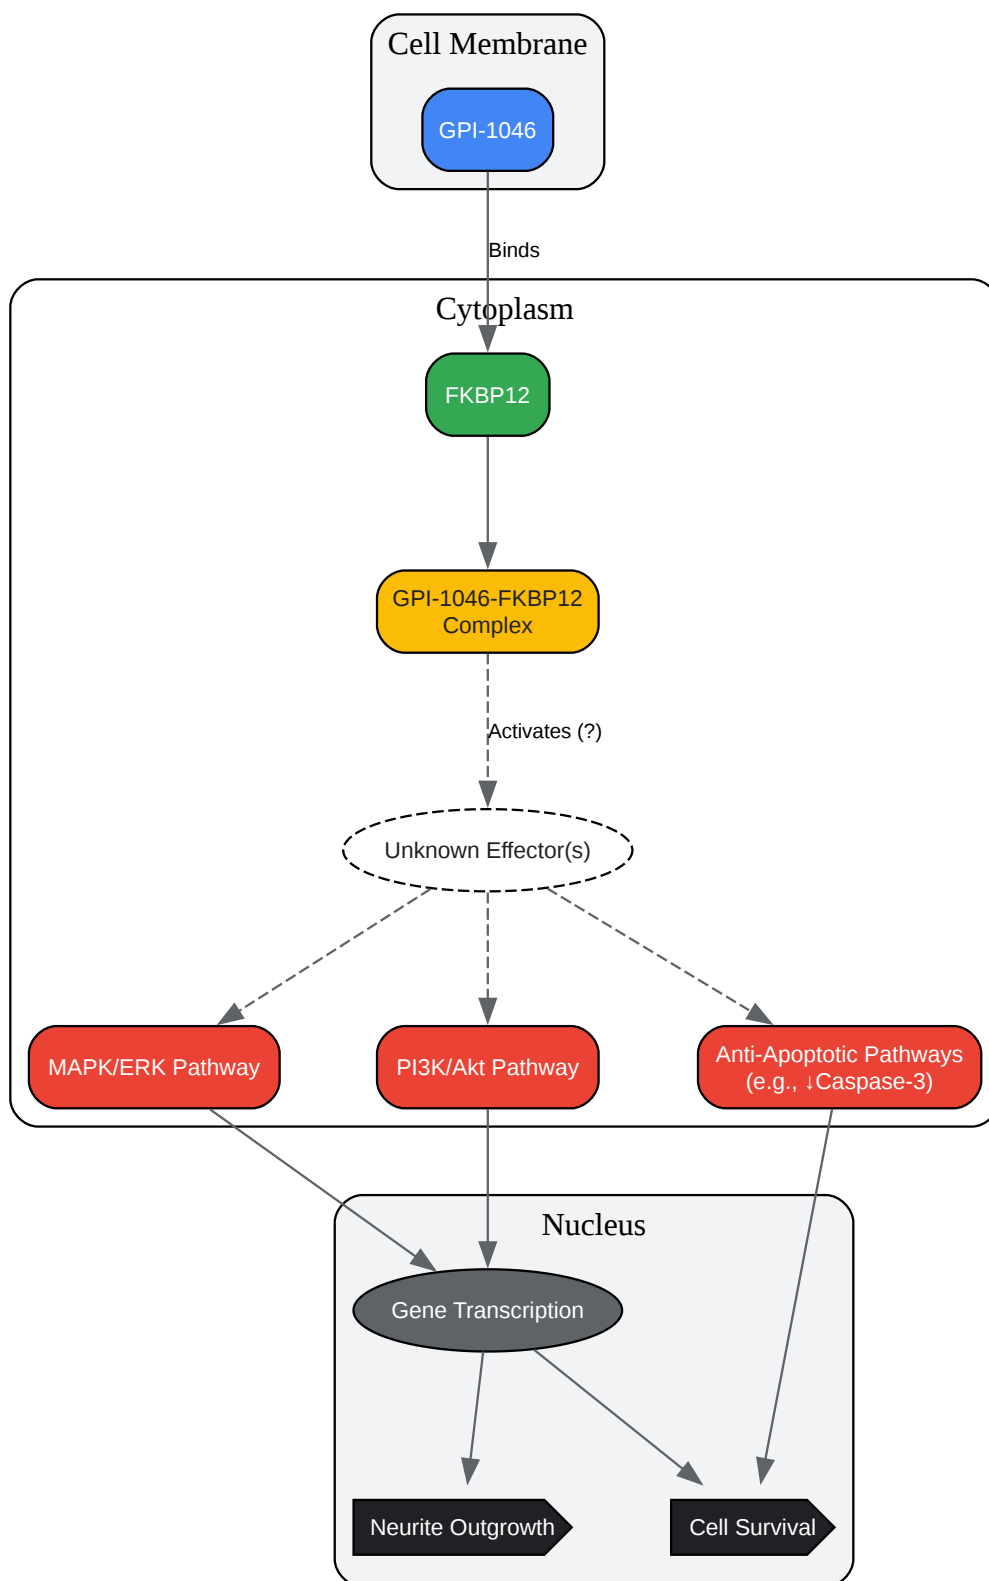 Cell Membrane
GPI-1046
Binds
Cytoplasm
FKBP12
GPI-1046-FKBP12
Complex
Activates (?)
Unknown Effector(s)
MAPK/ERK Pathway
PI3K/Akt Pathway
Anti-Apoptotic Pathways
(e.g., ↓Caspase-3)
Nucleus
Gene Transcription
Neurite Outgrowth
Cell Survival